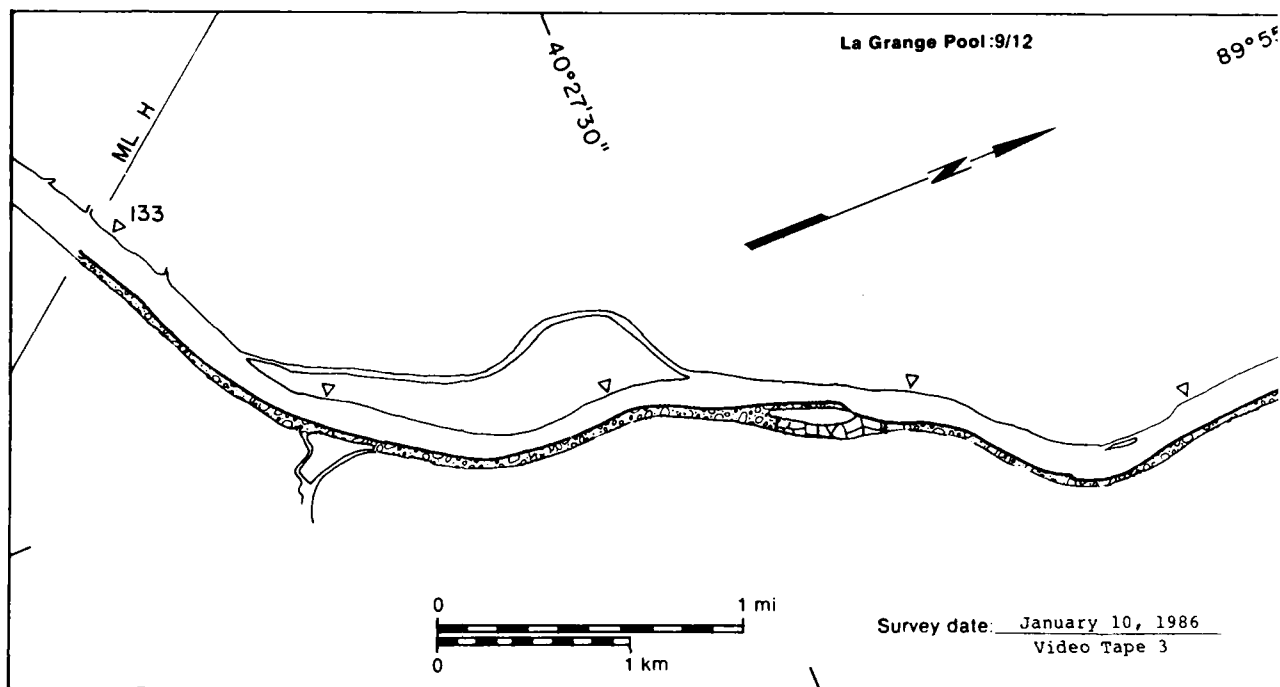 La Grange Pool:9/12
40°27'30"
89°55
ML H
133
N
0 1 mi
0 1 km
Survey date: January 10, 1986
Video Tape 3